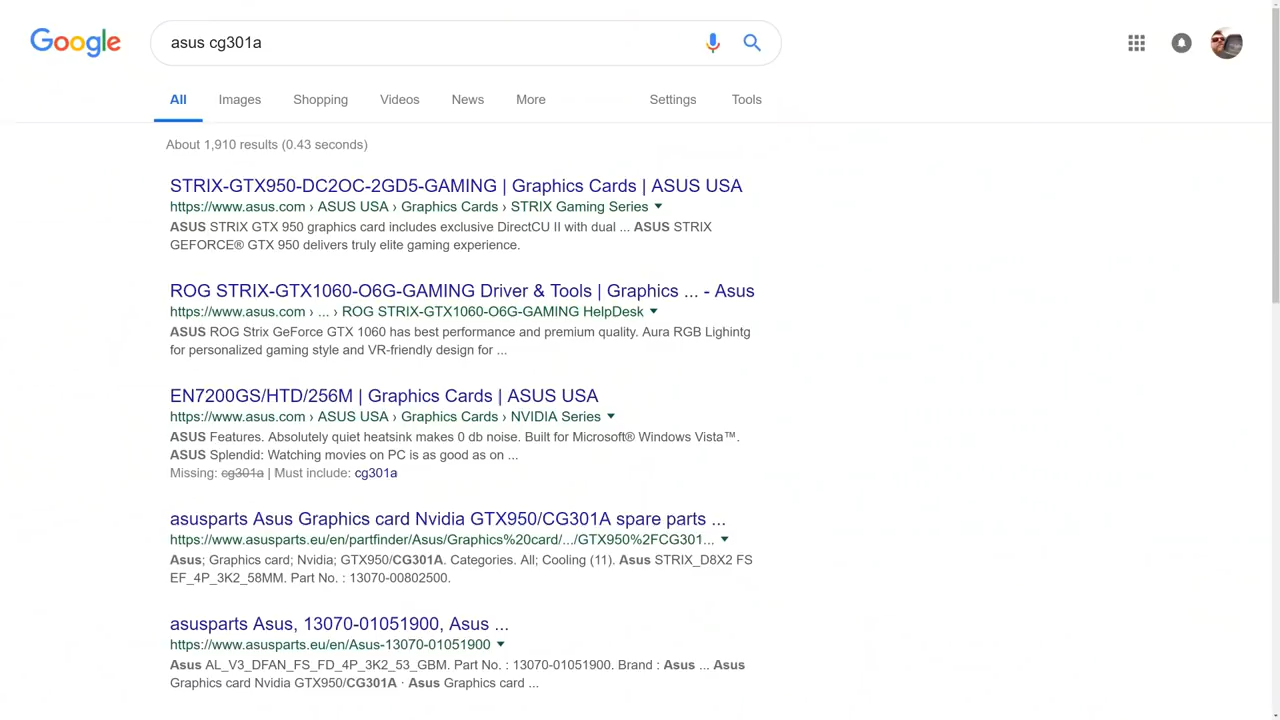 Google
asus cg301a
All Images Shopping Videos News More Settings Tools
About 1,910 results (0.43 seconds)
STRIX-GTX950-DC2OC-2GD5-GAMING | Graphics Cards | ASUS USA
https://www.asus.com › ASUS USA › Graphics Cards › STRIX Gaming Series
ASUS STRIX GTX 950 graphics card includes exclusive DirectCU II with dual ... ASUS STRIX
GEFORCE® GTX 950 delivers truly elite gaming experience.
ROG STRIX-GTX1060-O6G-GAMING Driver & Tools | Graphics ... - Asus
https://www.asus.com › ... › ROG STRIX-GTX1060-O6G-GAMING HelpDesk
ASUS ROG Strix GeForce GTX 1060 has best performance and premium quality. Aura RGB Lighintg
for personalized gaming style and VR-friendly design for ...
EN7200GS/HTD/256M | Graphics Cards | ASUS USA
https://www.asus.com › ASUS USA › Graphics Cards › NVIDIA Series
ASUS Features. Absolutely quiet heatsink makes 0 db noise. Built for Microsoft® Windows Vista™.
ASUS Splendid: Watching movies on PC is as good as on ...
Missing: cg301a | Must include: cg301a
asusparts Asus Graphics card Nvidia GTX950/CG301A spare parts ...
https://www.asusparts.eu/en/partfinder/Asus/Graphics%20card/.../GTX950%2FCG301...
Asus; Graphics card; Nvidia; GTX950/CG301A. Categories. All; Cooling (11). Asus STRIX_D8X2 FS
EF_4P_3K2_58MM. Part No. : 13070-00802500.
asusparts Asus, 13070-01051900, Asus ...
https://www.asusparts.eu/en/Asus-13070-01051900
Asus AL_V3_DFAN_FS_FD_4P_3K2_53_GBM. Part No. : 13070-01051900. Brand : Asus ... Asus
Graphics card Nvidia GTX950/CG301A · Asus Graphics card ...